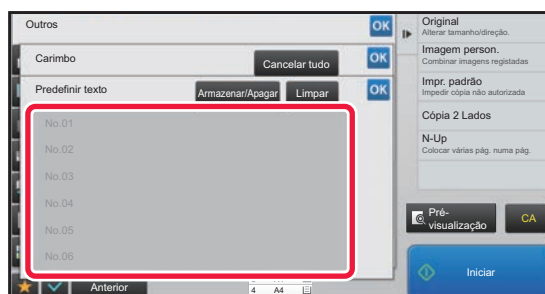 Outros
OK
Carimbo
Cancelar tudo
OK
Predefinir texto
Armazenar/Apagar
Limpar
OK
No.01
No.02
No.03
No.04
No.05
No.06
Anterior
4 A4
Original
Alterar tamanho/direção.
Imagem person.
Combinar imagens registadas
Impr. padrão
Impedir cópia não autorizada
Cópia 2 Lados
N-Up
Colocar várias pág. numa pág.
Pré-
visualização
CA
Iniciar